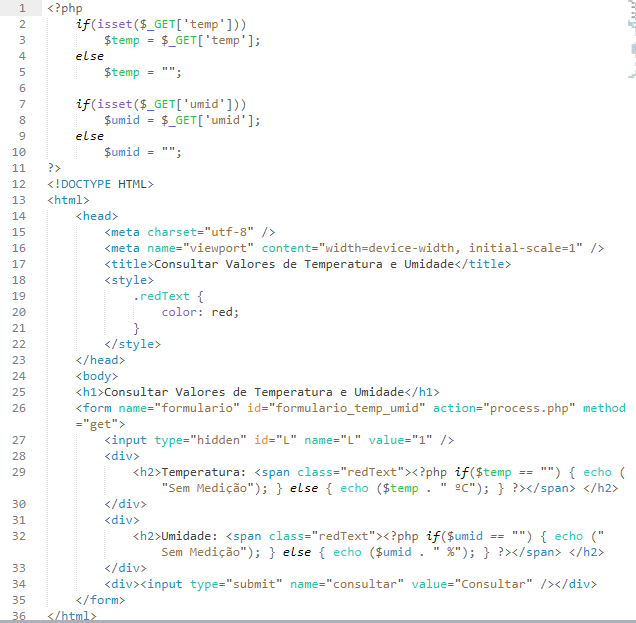 1 <?php
2 if(isset($_GET['temp']))
3 $temp = $_GET['temp'];
4 else
5 $temp = "";
6
7 if(isset($_GET['umid']))
8 $umid = $_GET['umid'];
9 else
10 $umid = "";
11 ?>
12 <!DOCTYPE HTML>
13 <html>
14 <head>
15 <meta charset="utf-8" />
16 <meta name="viewport" content="width=device-width, initial-scale=1" />
17 <title>Consultar Valores de Temperatura e Umidade</title>
18 <style>
19 .redText {
20 color: red;
21 }
22 </style>
23 </head>
24 <body>
25 <h1>Consultar Valores de Temperatura e Umidade</h1>
26 <form name="formulario" id="formulario_temp_umid" action="process.php" method
="get">
27 <input type="hidden" id="L" name="L" value="1" />
28 <div>
29 <h2>Temperatura: <span class="redText"><?php if($temp == "") { echo (
"Sem Medição"); } else { echo ($temp . " ºC"); } ?></span> </h2>
30 </div>
31 <div>
32 <h2>Umidade: <span class="redText"><?php if($umid == "") { echo ("
Sem Medição"); } else { echo ($umid . " %"); } ?></span> </h2>
33 </div>
34 <div><input type="submit" name="consultar" value="Consultar" /></div>
35 </form>
36 </html>